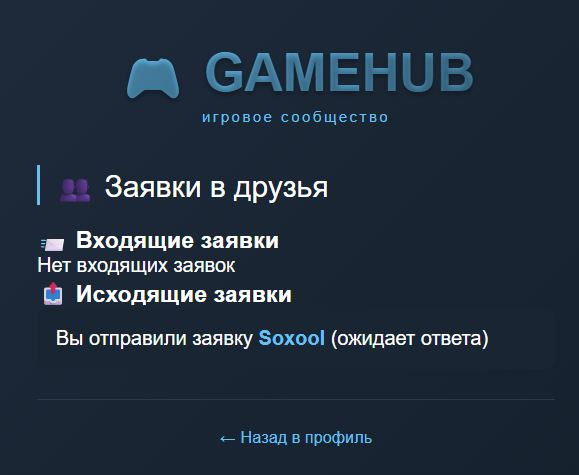 GAMEHUB
игровое сообщество
Заявки в друзья
Входящие заявки
Нет входящих заявок
Исходящие заявки
Вы отправили заявку Soxool (ожидает ответа)
← Назад в профиль